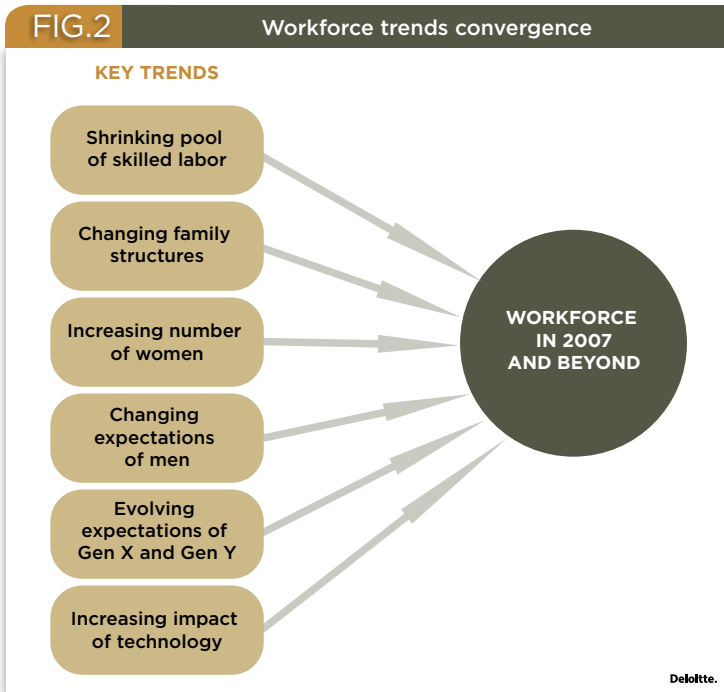 FIG.2
Workforce trends convergence
KEY TRENDS
Shrinking pool
of skilled labor
Changing family
structures
Increasing number
of women
Changing
expectations
of men
Evolving
expectations of
Gen X and Gen Y
Increasing impact
of technology
WORKFORCE
IN 2007
AND BEYOND
Deloitte.